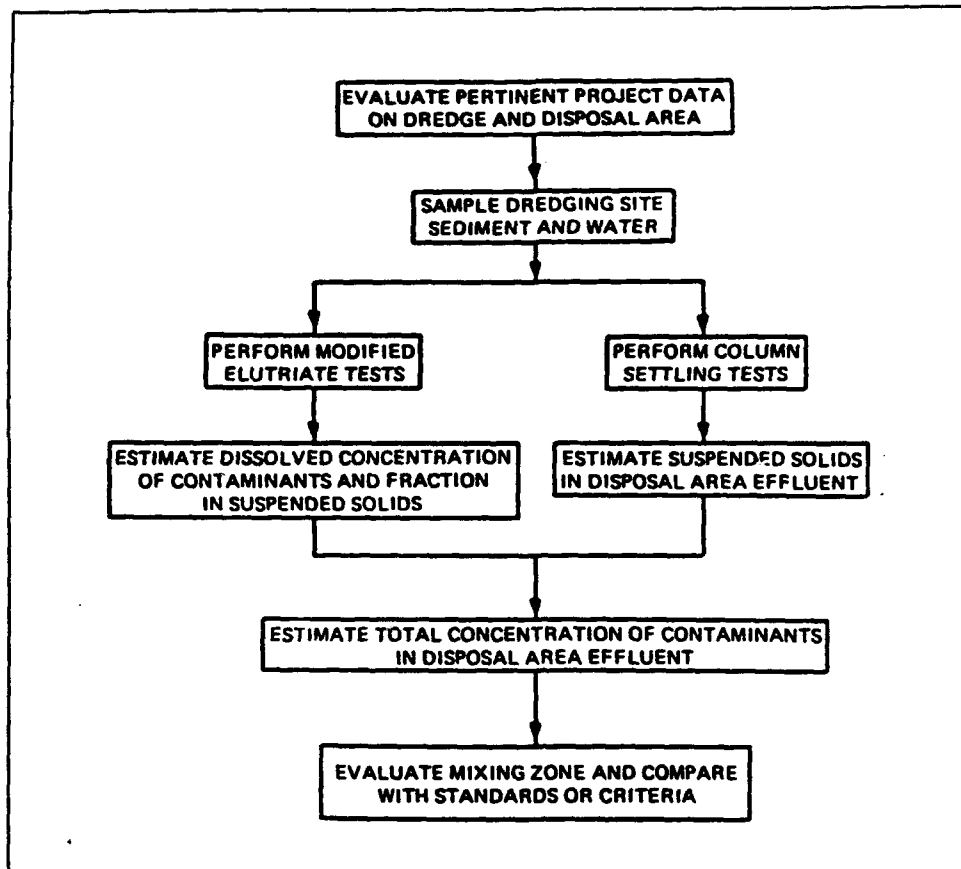 EVALUATE PERTINENT PROJECT DATA
ON DREDGE AND DISPOSAL AREA
SAMPLE DREDGING SITE
SEDIMENT AND WATER
PERFORM MODIFIED
ELUTRIATE TESTS
PERFORM COLUMN
SETTLING TESTS
ESTIMATE DISSOLVED CONCENTRATION
OF CONTAMINANTS AND FRACTION
IN SUSPENDED SOLIDS
ESTIMATE SUSPENDED SOLIDS
IN DISPOSAL AREA EFFLUENT
ESTIMATE TOTAL CONCENTRATION OF CONTAMINANTS
IN DISPOSAL AREA EFFLUENT
EVALUATE MIXING ZONE AND COMPARE
WITH STANDARDS OR CRITERIA